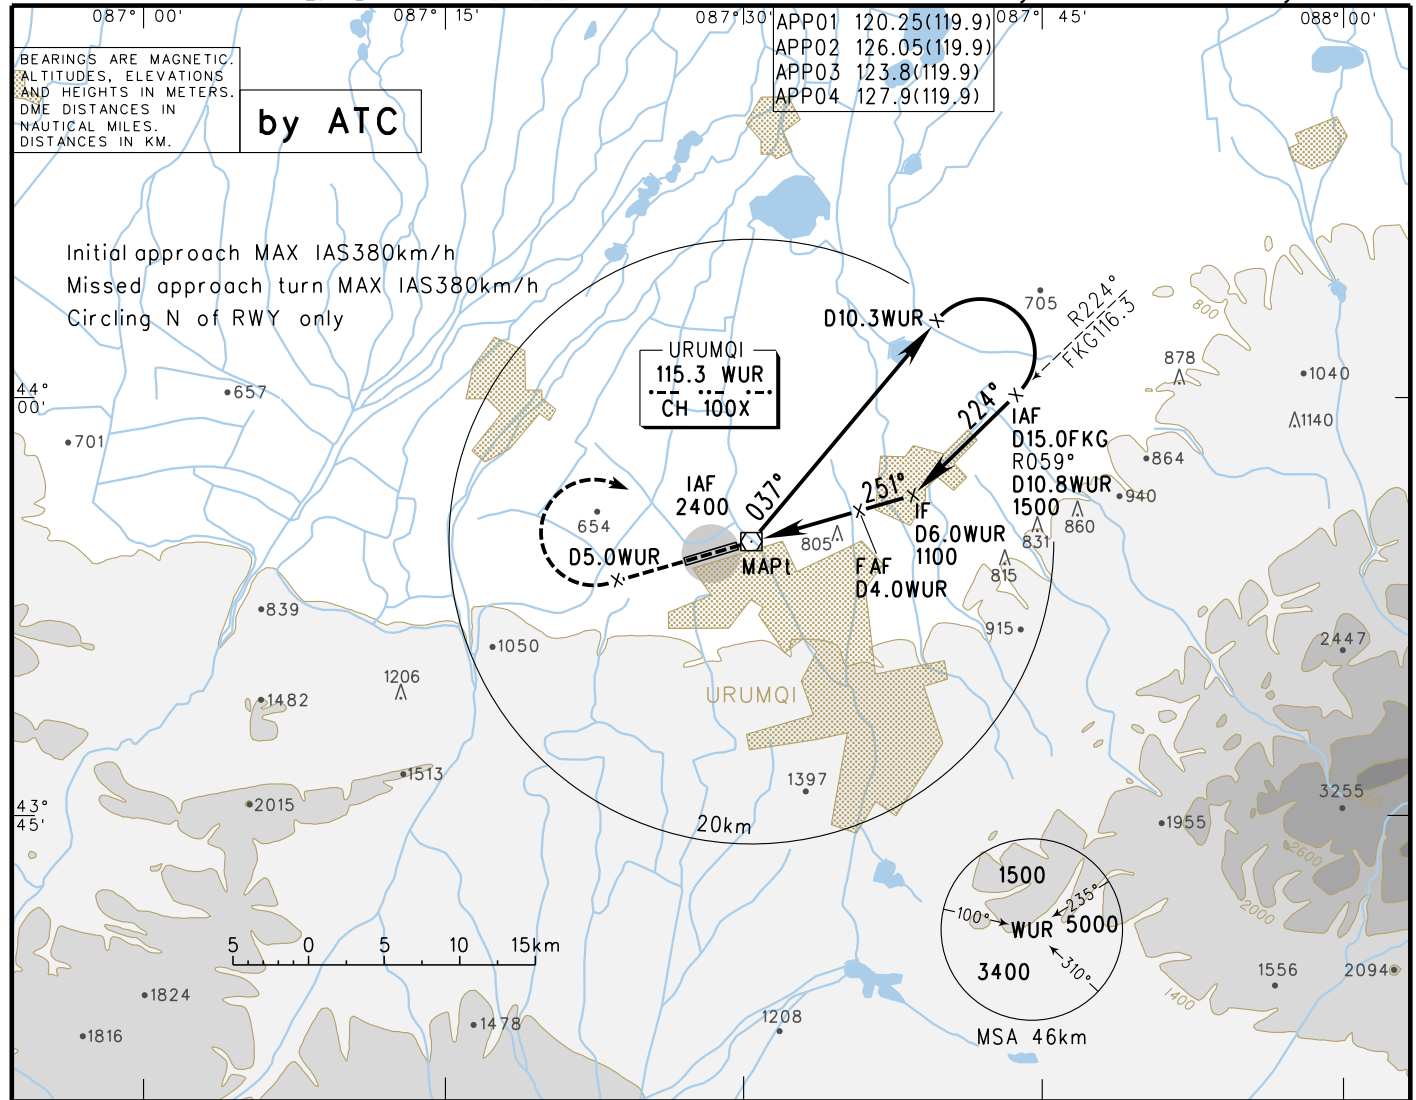 087° 00'
087° 15'
087° 30'
087° 45'
088° 00'
BEARINGS ARE MAGNETIC.
ALTITUDES, ELEVATIONS
AND HEIGHTS IN METERS.
DME DISTANCES IN
NAUTICAL MILES.
DISTANCES IN KM.
by ATC
APP01 120.25(119.9)
APP02 126.05(119.9)
APP03 123.8(119.9)
APP04 127.9(119.9)
Initial approach MAX IAS380km/h
Missed approach turn MAX IAS380km/h
Circling N of RWY only
705
R224°
FKG116.3
800
D10.3WUR
URUMQI
115.3 WUR
CH 100X
878
1040
1140
44°
00'
657
701
224°
IAF
D15.0FKG
R059°
D10.8WUR
1500
864
940
860
831
815
IAF
2400
037°
251°
IF
D6.0WUR
1100
654
805
D5.0WUR
MAPt
FAF
D4.0WUR
839
915
1050
2447
1206
1482
URUMQI
1513
1397
2015
3255
43°
45'
20km
1955
2600
1500
235°
100°
WUR
5000
2000
310°
3400
5 0 5 10 15km
1556
2094
1400
1824
1478
1208
1816
MSA 46km